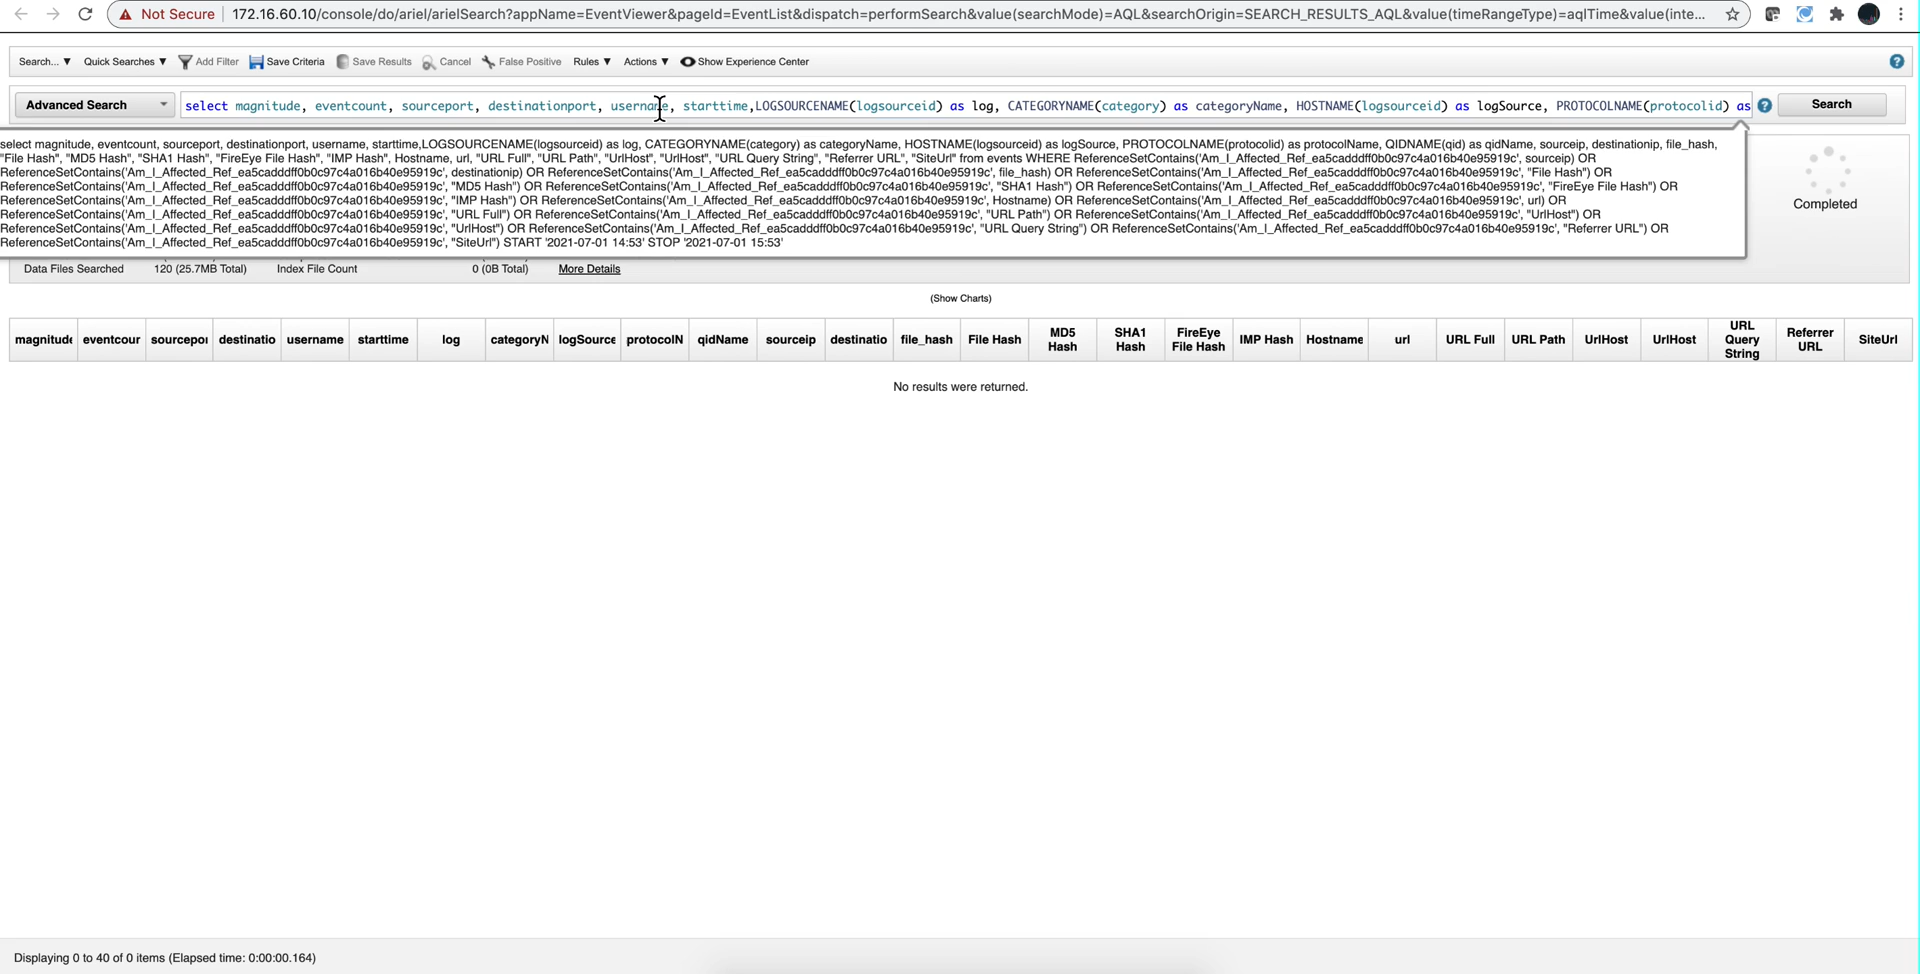 Not Secure | 172.16.60.10/console/do/ariel/arielSearch?appName=EventViewer&pageId=EventList&dispatch=performSearch&value(searchMode)=AQL&searchOrigin=SEARCH_RESULTS_AQL&value(timeRangeType)=aqlTime&value(inte...
Search... ▼ Quick Searches ▼ Add Filter Save Criteria Save Results Cancel False Positive Rules ▼ Actions ▼ Show Experience Center ?
Advanced Search select magnitude, eventcount, sourceport, destinationport, username, starttime,LOGSOURCENAME(logsourceid) as log, CATEGORYNAME(category) as categoryName, HOSTNAME(logsourceid) as logSource, PROTOCOLNAME(protocolid) as ? Search
select magnitude, eventcount, sourceport, destinationport, username, starttime,LOGSOURCENAME(logsourceid) as log, CATEGORYNAME(category) as categoryName, HOSTNAME(logsourceid) as logSource, PROTOCOLNAME(protocolid) as protocolName, QIDNAME(qid) as qidName, sourceip, destinationip, file_hash,
"File Hash", "MD5 Hash", "SHA1 Hash", "FireEye File Hash", "IMP Hash", Hostname, url, "URL Full", "URL Path", "UrlHost", "UrlHost", "URL Query String", "Referrer URL", "SiteUrl" from events WHERE ReferenceSetContains('Am_I_Affected_Ref_ea5cadddff0b0c97c4a016b40e95919c', sourceip) OR
ReferenceSetContains('Am_I_Affected_Ref_ea5cadddff0b0c97c4a016b40e95919c', destinationip) OR ReferenceSetContains('Am_I_Affected_Ref_ea5cadddff0b0c97c4a016b40e95919c', file_hash) OR ReferenceSetContains('Am_I_Affected_Ref_ea5cadddff0b0c97c4a016b40e95919c', "File Hash") OR
ReferenceSetContains('Am_I_Affected_Ref_ea5cadddff0b0c97c4a016b40e95919c', "MD5 Hash") OR ReferenceSetContains('Am_I_Affected_Ref_ea5cadddff0b0c97c4a016b40e95919c', "SHA1 Hash") OR ReferenceSetContains('Am_I_Affected_Ref_ea5cadddff0b0c97c4a016b40e95919c', "FireEye File Hash") OR
ReferenceSetContains('Am_I_Affected_Ref_ea5cadddff0b0c97c4a016b40e95919c', "IMP Hash") OR ReferenceSetContains('Am_I_Affected_Ref_ea5cadddff0b0c97c4a016b40e95919c', Hostname) OR ReferenceSetContains('Am_I_Affected_Ref_ea5cadddff0b0c97c4a016b40e95919c', url) OR
ReferenceSetContains('Am_I_Affected_Ref_ea5cadddff0b0c97c4a016b40e95919c', "URL Full") OR ReferenceSetContains('Am_I_Affected_Ref_ea5cadddff0b0c97c4a016b40e95919c', "URL Path") OR ReferenceSetContains('Am_I_Affected_Ref_ea5cadddff0b0c97c4a016b40e95919c', "UrlHost") OR
ReferenceSetContains('Am_I_Affected_Ref_ea5cadddff0b0c97c4a016b40e95919c', "UrlHost") OR ReferenceSetContains('Am_I_Affected_Ref_ea5cadddff0b0c97c4a016b40e95919c', "URL Query String") OR ReferenceSetContains('Am_I_Affected_Ref_ea5cadddff0b0c97c4a016b40e95919c', "Referrer URL") OR
ReferenceSetContains('Am_I_Affected_Ref_ea5cadddff0b0c97c4a016b40e95919c', "SiteUrl") START '2021-07-01 14:53' STOP '2021-07-01 15:53'
Completed
Data Files Searched 120 (25.7MB Total) Index File Count 0 (0B Total) More Details
(Show Charts)
magnitude eventcour sourcepor destinatio username starttime log categoryN logSource protocolN qidName sourceip destinatio file_hash File Hash MD5 Hash SHA1 Hash FireEye File Hash IMP Hash Hostname url URL Full URL Path UrlHost UrlHost URL Query String Referrer URL SiteUrl
No results were returned.
Displaying 0 to 40 of 0 items (Elapsed time: 0:00:00.164)